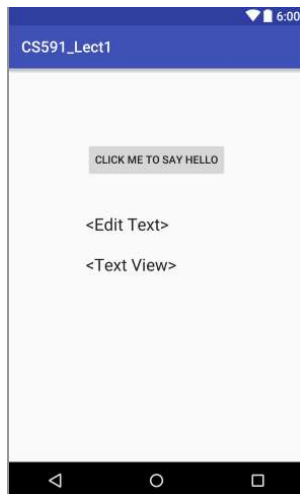 6:00
CS591_Lect1
CLICK ME TO SAY HELLO
<Edit Text>
<Text View>